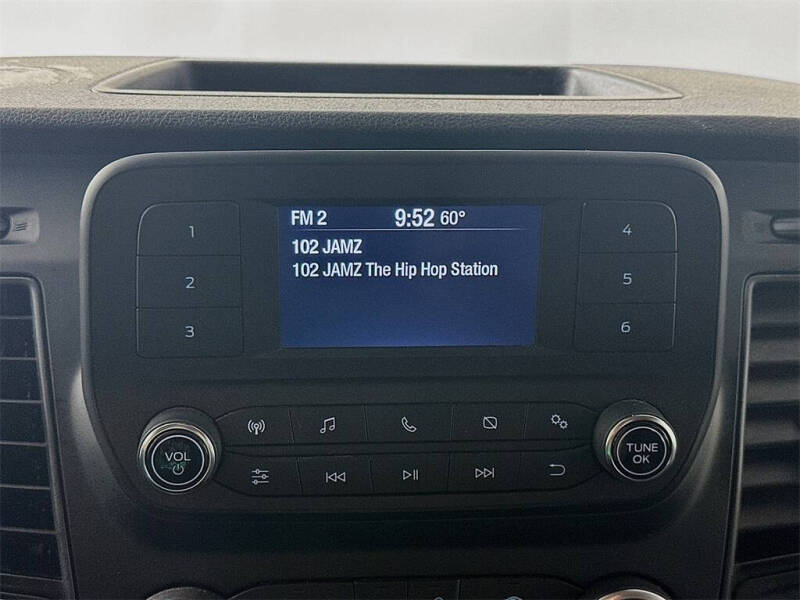 FM 2 9:52 60°
102 JAMZ
102 JAMZ The Hip Hop Station
1
2
3
4
5
6
VOL
TUNE
OK